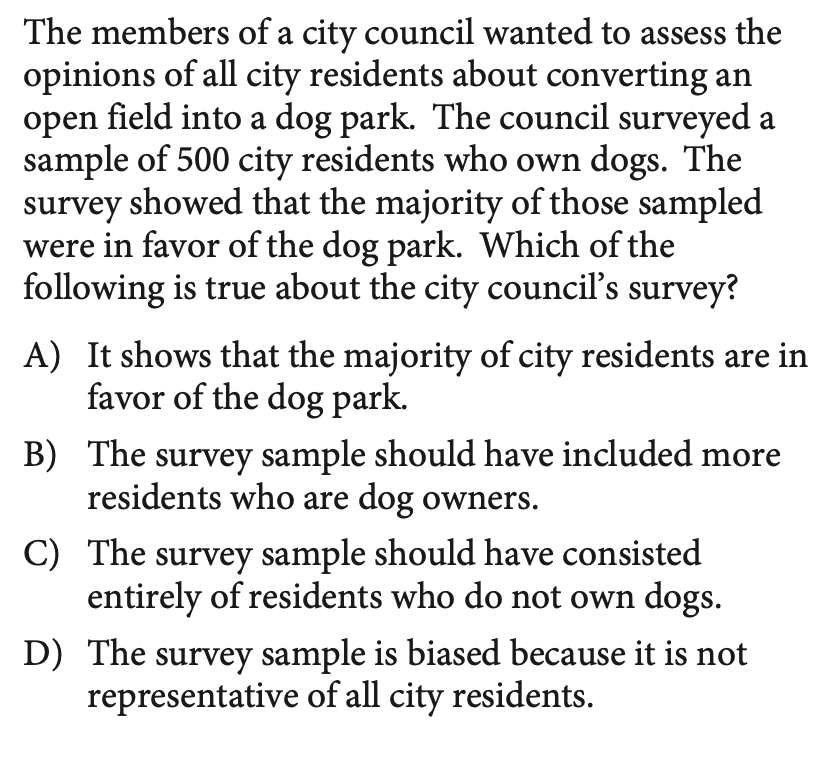 The members of a city council wanted to assess the
opinions of all city residents about converting an
open field into a dog park.  The council surveyed a
sample of 500 city residents who own dogs.  The
survey showed that the majority of those sampled
were in favor of the dog park.  Which of the
following is true about the city council’s survey?
A) It shows that the majority of city residents are in
favor of the dog park.
B) The survey sample should have included more
residents who are dog owners.
C) The survey sample should have consisted
entirely of residents who do not own dogs.
D) The survey sample is biased because it is not
representative of all city residents.